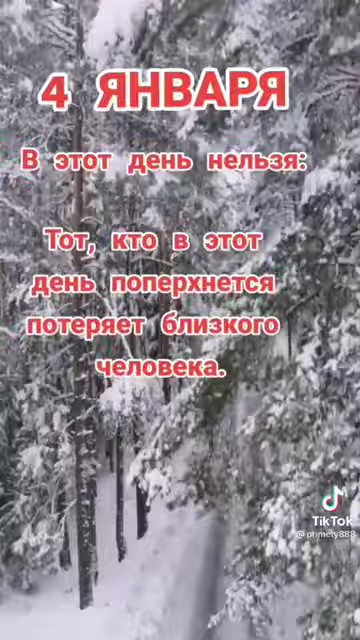 4 ЯНВАРЯ
В этот день нельзя:
Тот, кто в этот
день поперхнется
потеряет близкого
человека.
TikTok
@primety888